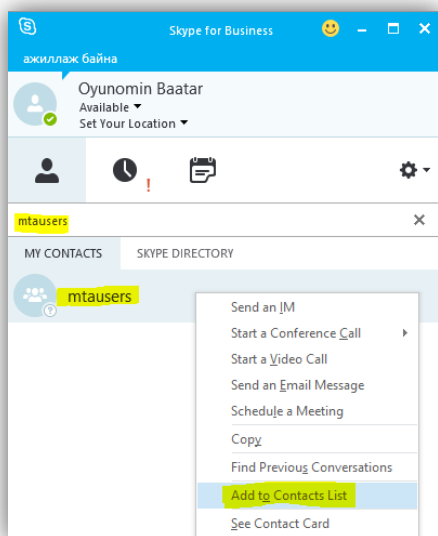 Skype for Business
ажиллаж байна
Oyunomin Baatar
Available
Set Your Location
!
mtausers
MY CONTACTS SKYPE DIRECTORY
mtausers
?
Send an IM
Start a Conference Call
Start a Video Call
Send an Email Message
Schedule a Meeting
Copy
Find Previous Conversations
Add to Contacts List
See Contact Card